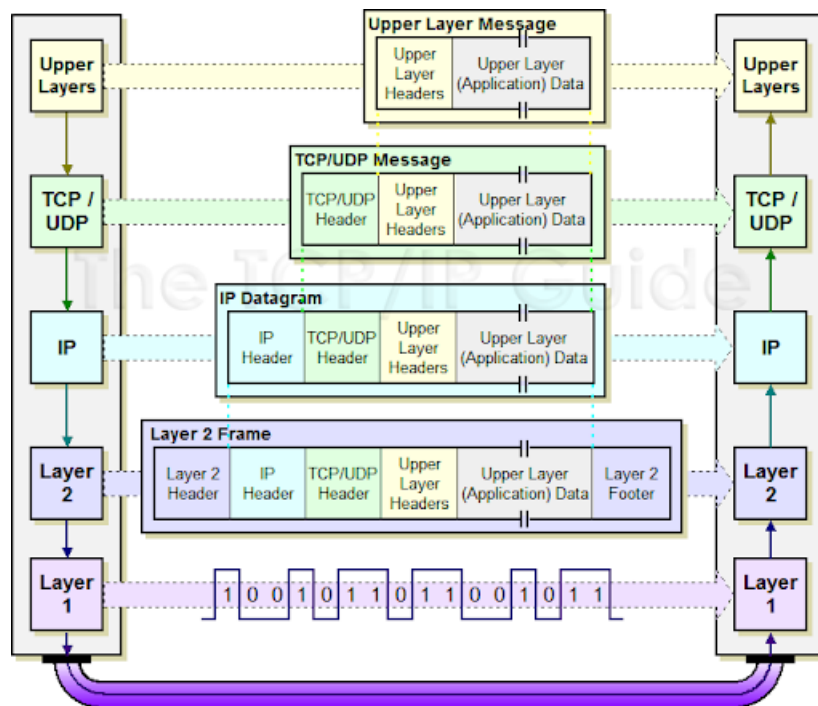 Upper Layer Message
Upper
Layers
Upper
Layer
Headers
Upper Layer
(Application) Data
Upper
Layers
TCP/UDP Message
TCP /
UDP
TCP/UDP
Header
Upper
Layer
Headers
Upper Layer
(Application) Data
TCP /
UDP
The TCP/IP Guide
IP Datagram
IP
IP
Header
TCP/UDP
Header
Upper
Layer
Headers
Upper Layer
(Application) Data
IP
Layer 2 Frame
Layer
2
Layer 2
Header
IP
Header
TCP/UDP
Header
Upper
Layer
Headers
Upper Layer
(Application) Data
Layer 2
Footer
Layer
2
Layer
1
1 0 0 1 0 1 1 0 1 1 0 0 1 0 1 1
Layer
1